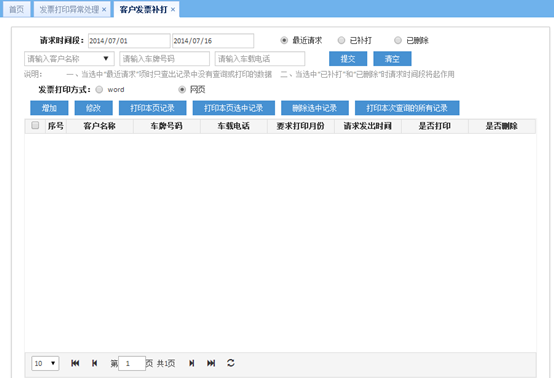 首页 发票打印异常处理 × 客户发票补打 ×
请求时间段： 2014/07/01 2014/07/16 最近请求 已补打 已删除
请输入客户名称 请输入车牌号码 请输入车载电话 提交 清空
说明： 一、当选中"最近请求"项时只查出记录中没有查询或打印的数据 二、当选中"已补打"和"已删除"时请求时间段将起作用
发票打印方式： word 网页
增加 修改 打印本页记录 打印本页选中记录 删除选中记录 打印本次查询的所有记录
序号 客户名称 车牌号码 车载电话 要求打印月份 请求发出时间 是否打印 是否删除
10 第 1 页 共1页